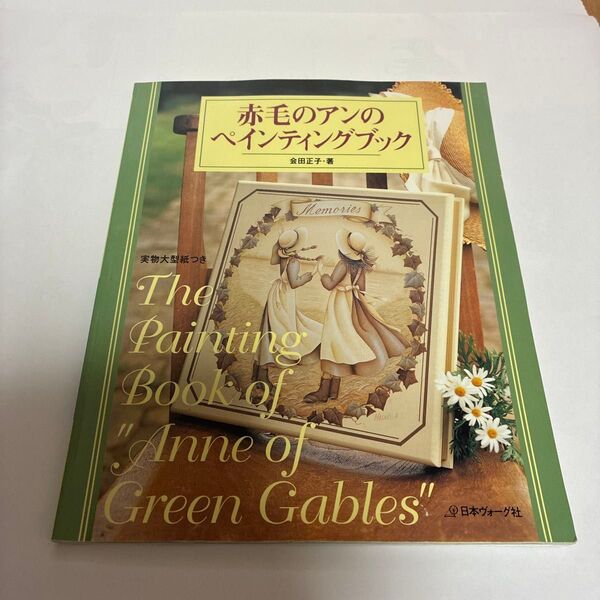 赤毛のアンの
ペインティングブック
会田正子・著
Memories
実物大型紙つき
The
Painting
Book of
"Anne of
Green Gables"
日本ヴォーグ社